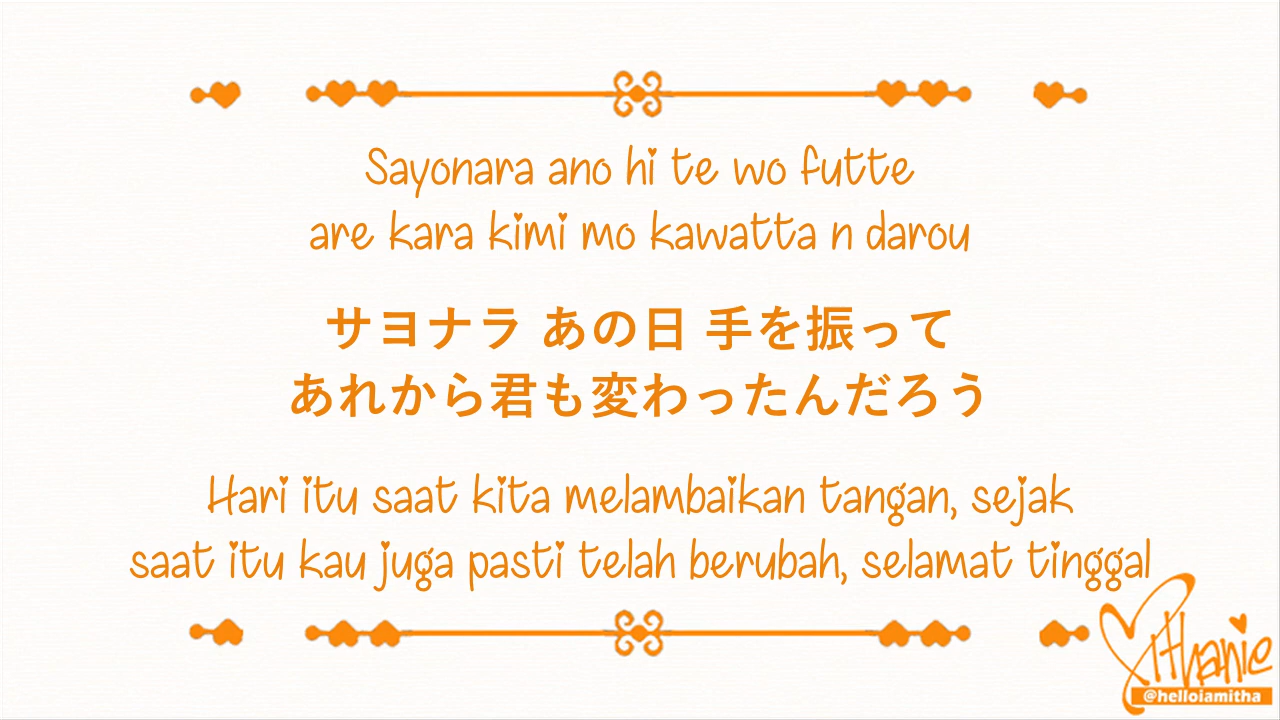 Sayonara ano hi te wo futte
are kara kimi mo kawatta n darou
サヨナラ あの日 手を振って
あれから君も変わったんだろう
Hari itu saat kita melambaikan tangan, sejak
saat itu kau juga pasti telah berubah, selamat tinggal
Mithanie
@helloiamitha